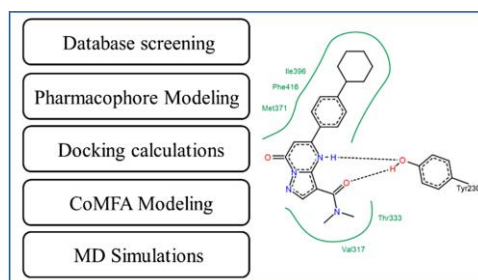 Database screening
Pharmacophore Modeling
Docking calculations
CoMFA Modeling
MD Simulations
Ile396
Phe416
Met371
O
N
H
N
N
O
N
O
H
Tyr230
Thr333
Val317